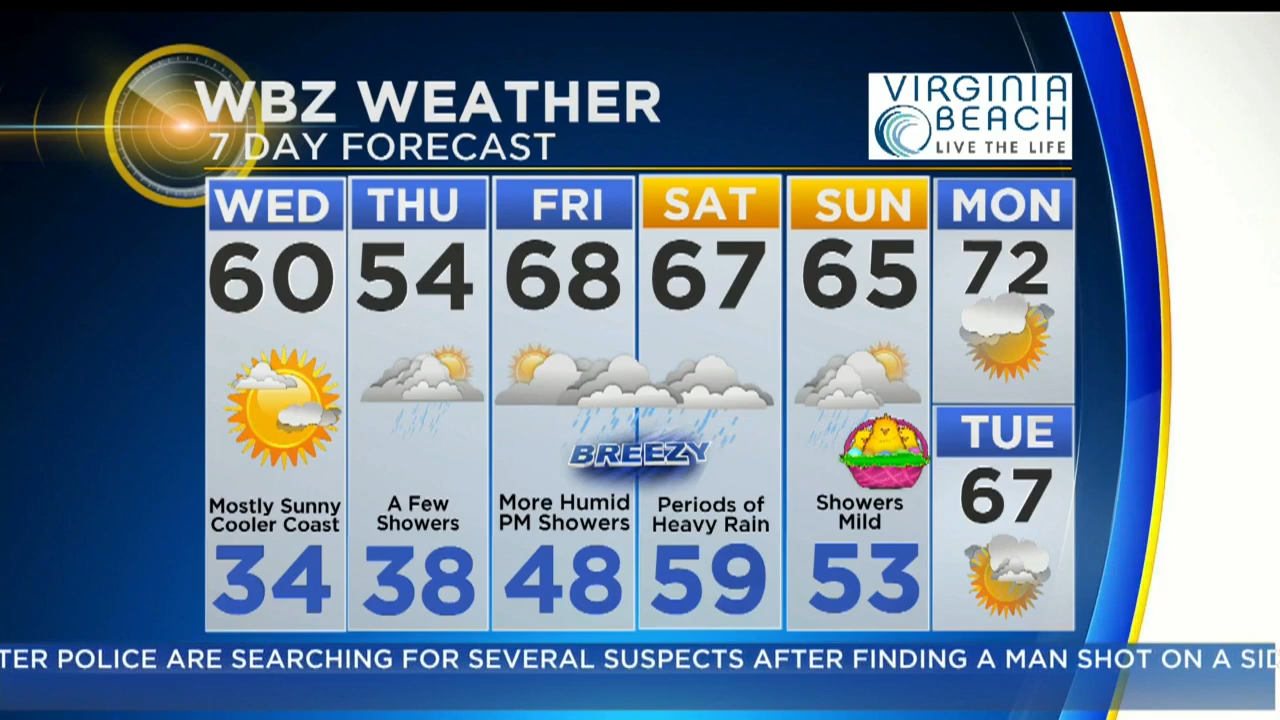 WBZ WEATHER
7 DAY FORECAST
VIRGINIA
BEACH
LIVE THE LIFE
WED
60
Mostly Sunny
Cooler Coast
34
THU
54
A Few
Showers
38
FRI
68
More Humid
PM Showers
48
BREEZY
SAT
67
Periods of
Heavy Rain
59
SUN
65
Showers
Mild
53
MON
72
TUE
67
TER POLICE ARE SEARCHING FOR SEVERAL SUSPECTS AFTER FINDING A MAN SHOT ON A SID